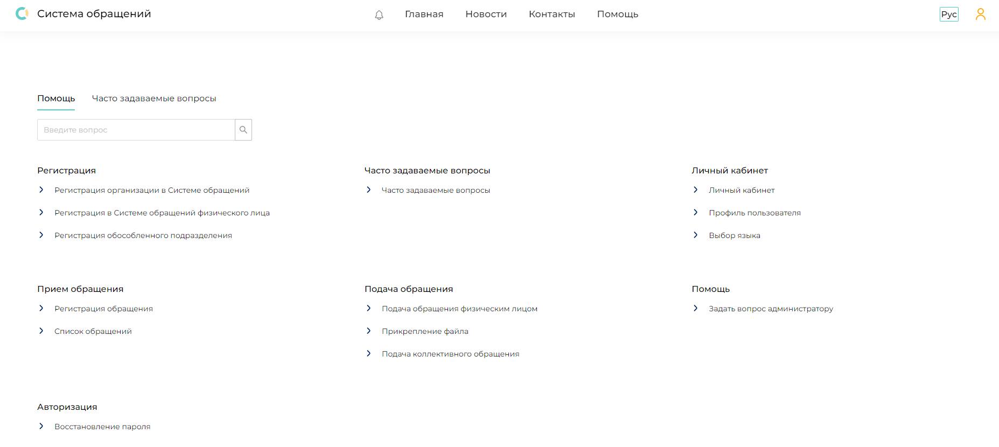 Система обращений
Главная
Новости
Контакты
Помощь
Рус
Помощь
Часто задаваемые вопросы
Введите вопрос
Регистрация
Регистрация организации в Системе обращений
Регистрация в Системе обращений физического лица
Регистрация обособленного подразделения
Часто задаваемые вопросы
Часто задаваемые вопросы
Личный кабинет
Личный кабинет
Профиль пользователя
Выбор языка
Прием обращения
Регистрация обращения
Список обращений
Подача обращения
Подача обращения физическим лицом
Прикрепление файла
Подача коллективного обращения
Помощь
Задать вопрос администратору
Авторизация
Восстановление пароля